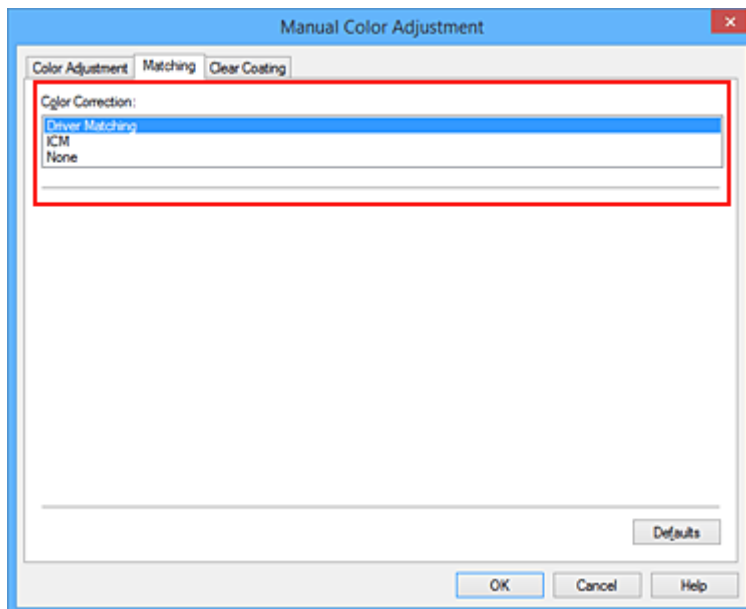 Manual Color Adjustment
Color Adjustment Matching Clear Coating
Color Correction:
Driver Matching
ICM
None
Defaults
OK Cancel Help